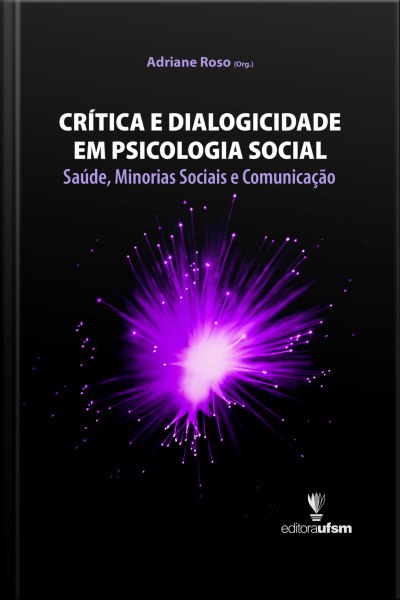 Adriane Roso (Org.)
CRÍTICA E DIALOGICIDADE
EM PSICOLOGIA SOCIAL
Saúde, Minorias Sociais e Comunicação
editoraufsm